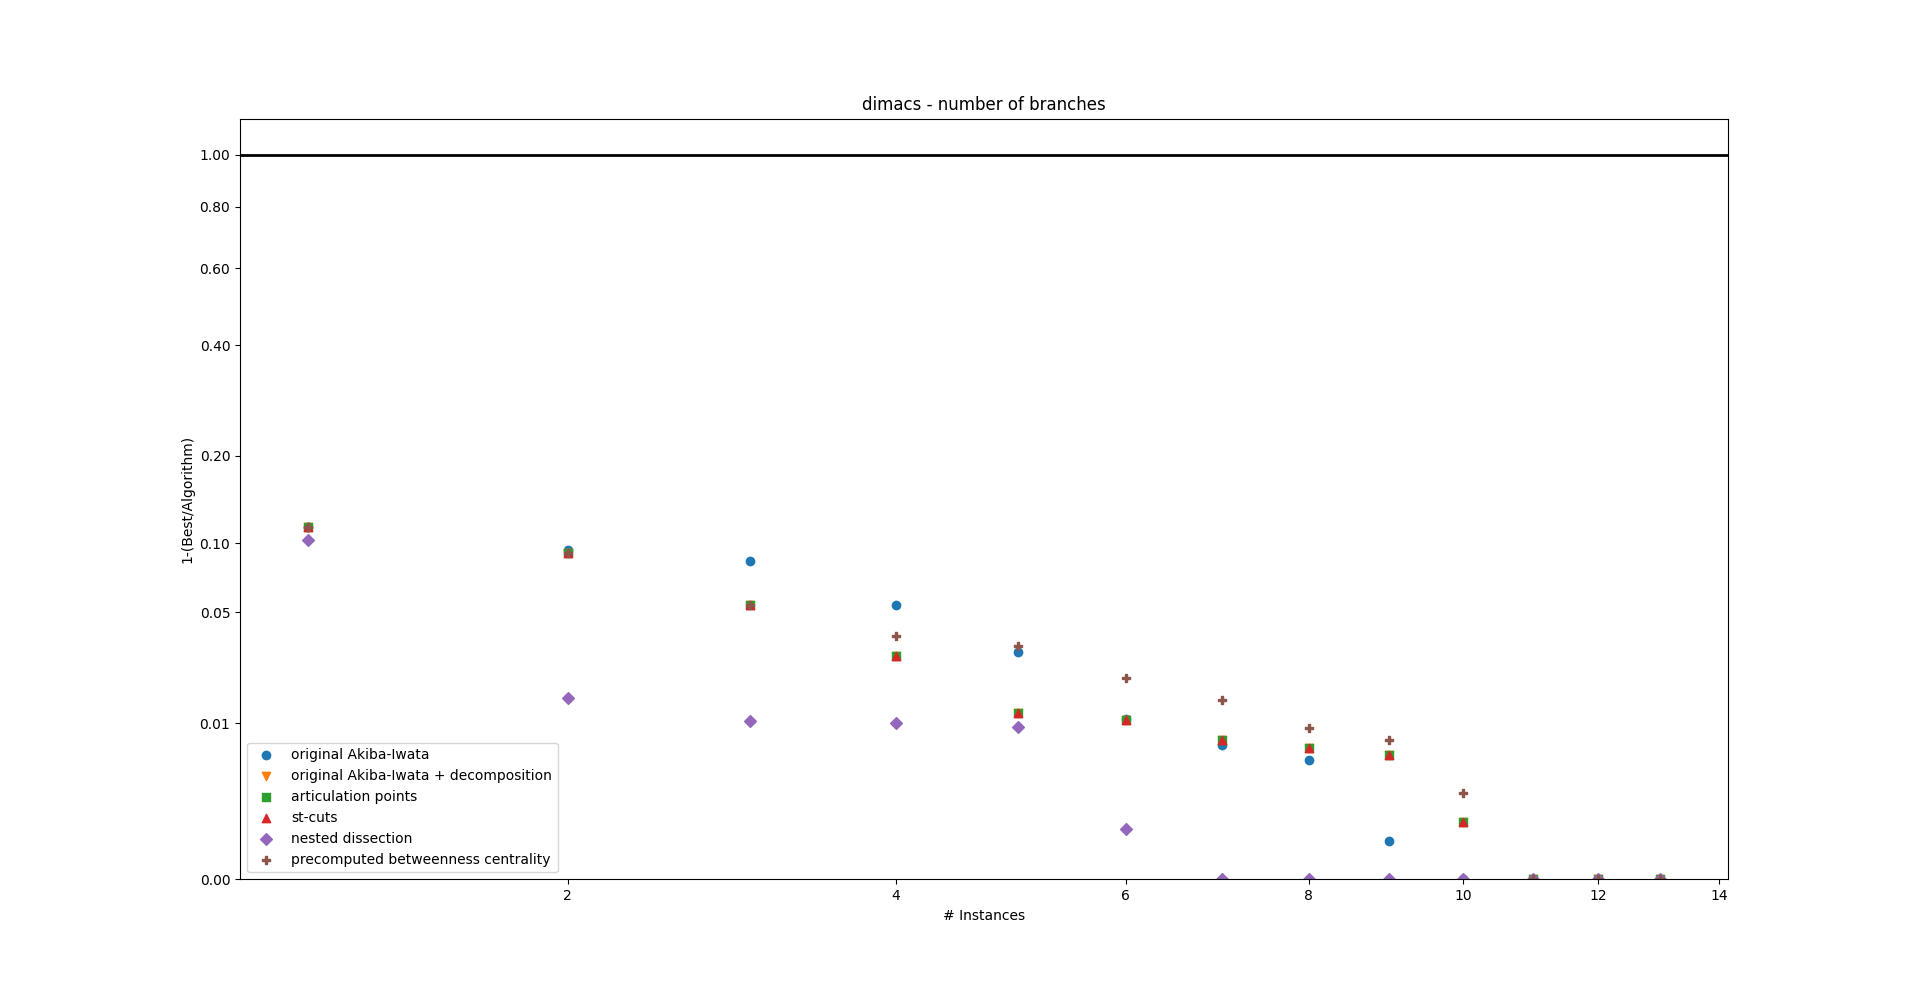 dimacs - number of branches
1-(Best/Algorithm)
1.00
0.80
0.60
0.40
0.20
0.10
0.05
0.01
0.00
original Akiba-Iwata
original Akiba-Iwata + decomposition
articulation points
st-cuts
nested dissection
precomputed betweenness centrality
2 4 6 8 10 12 14
# Instances